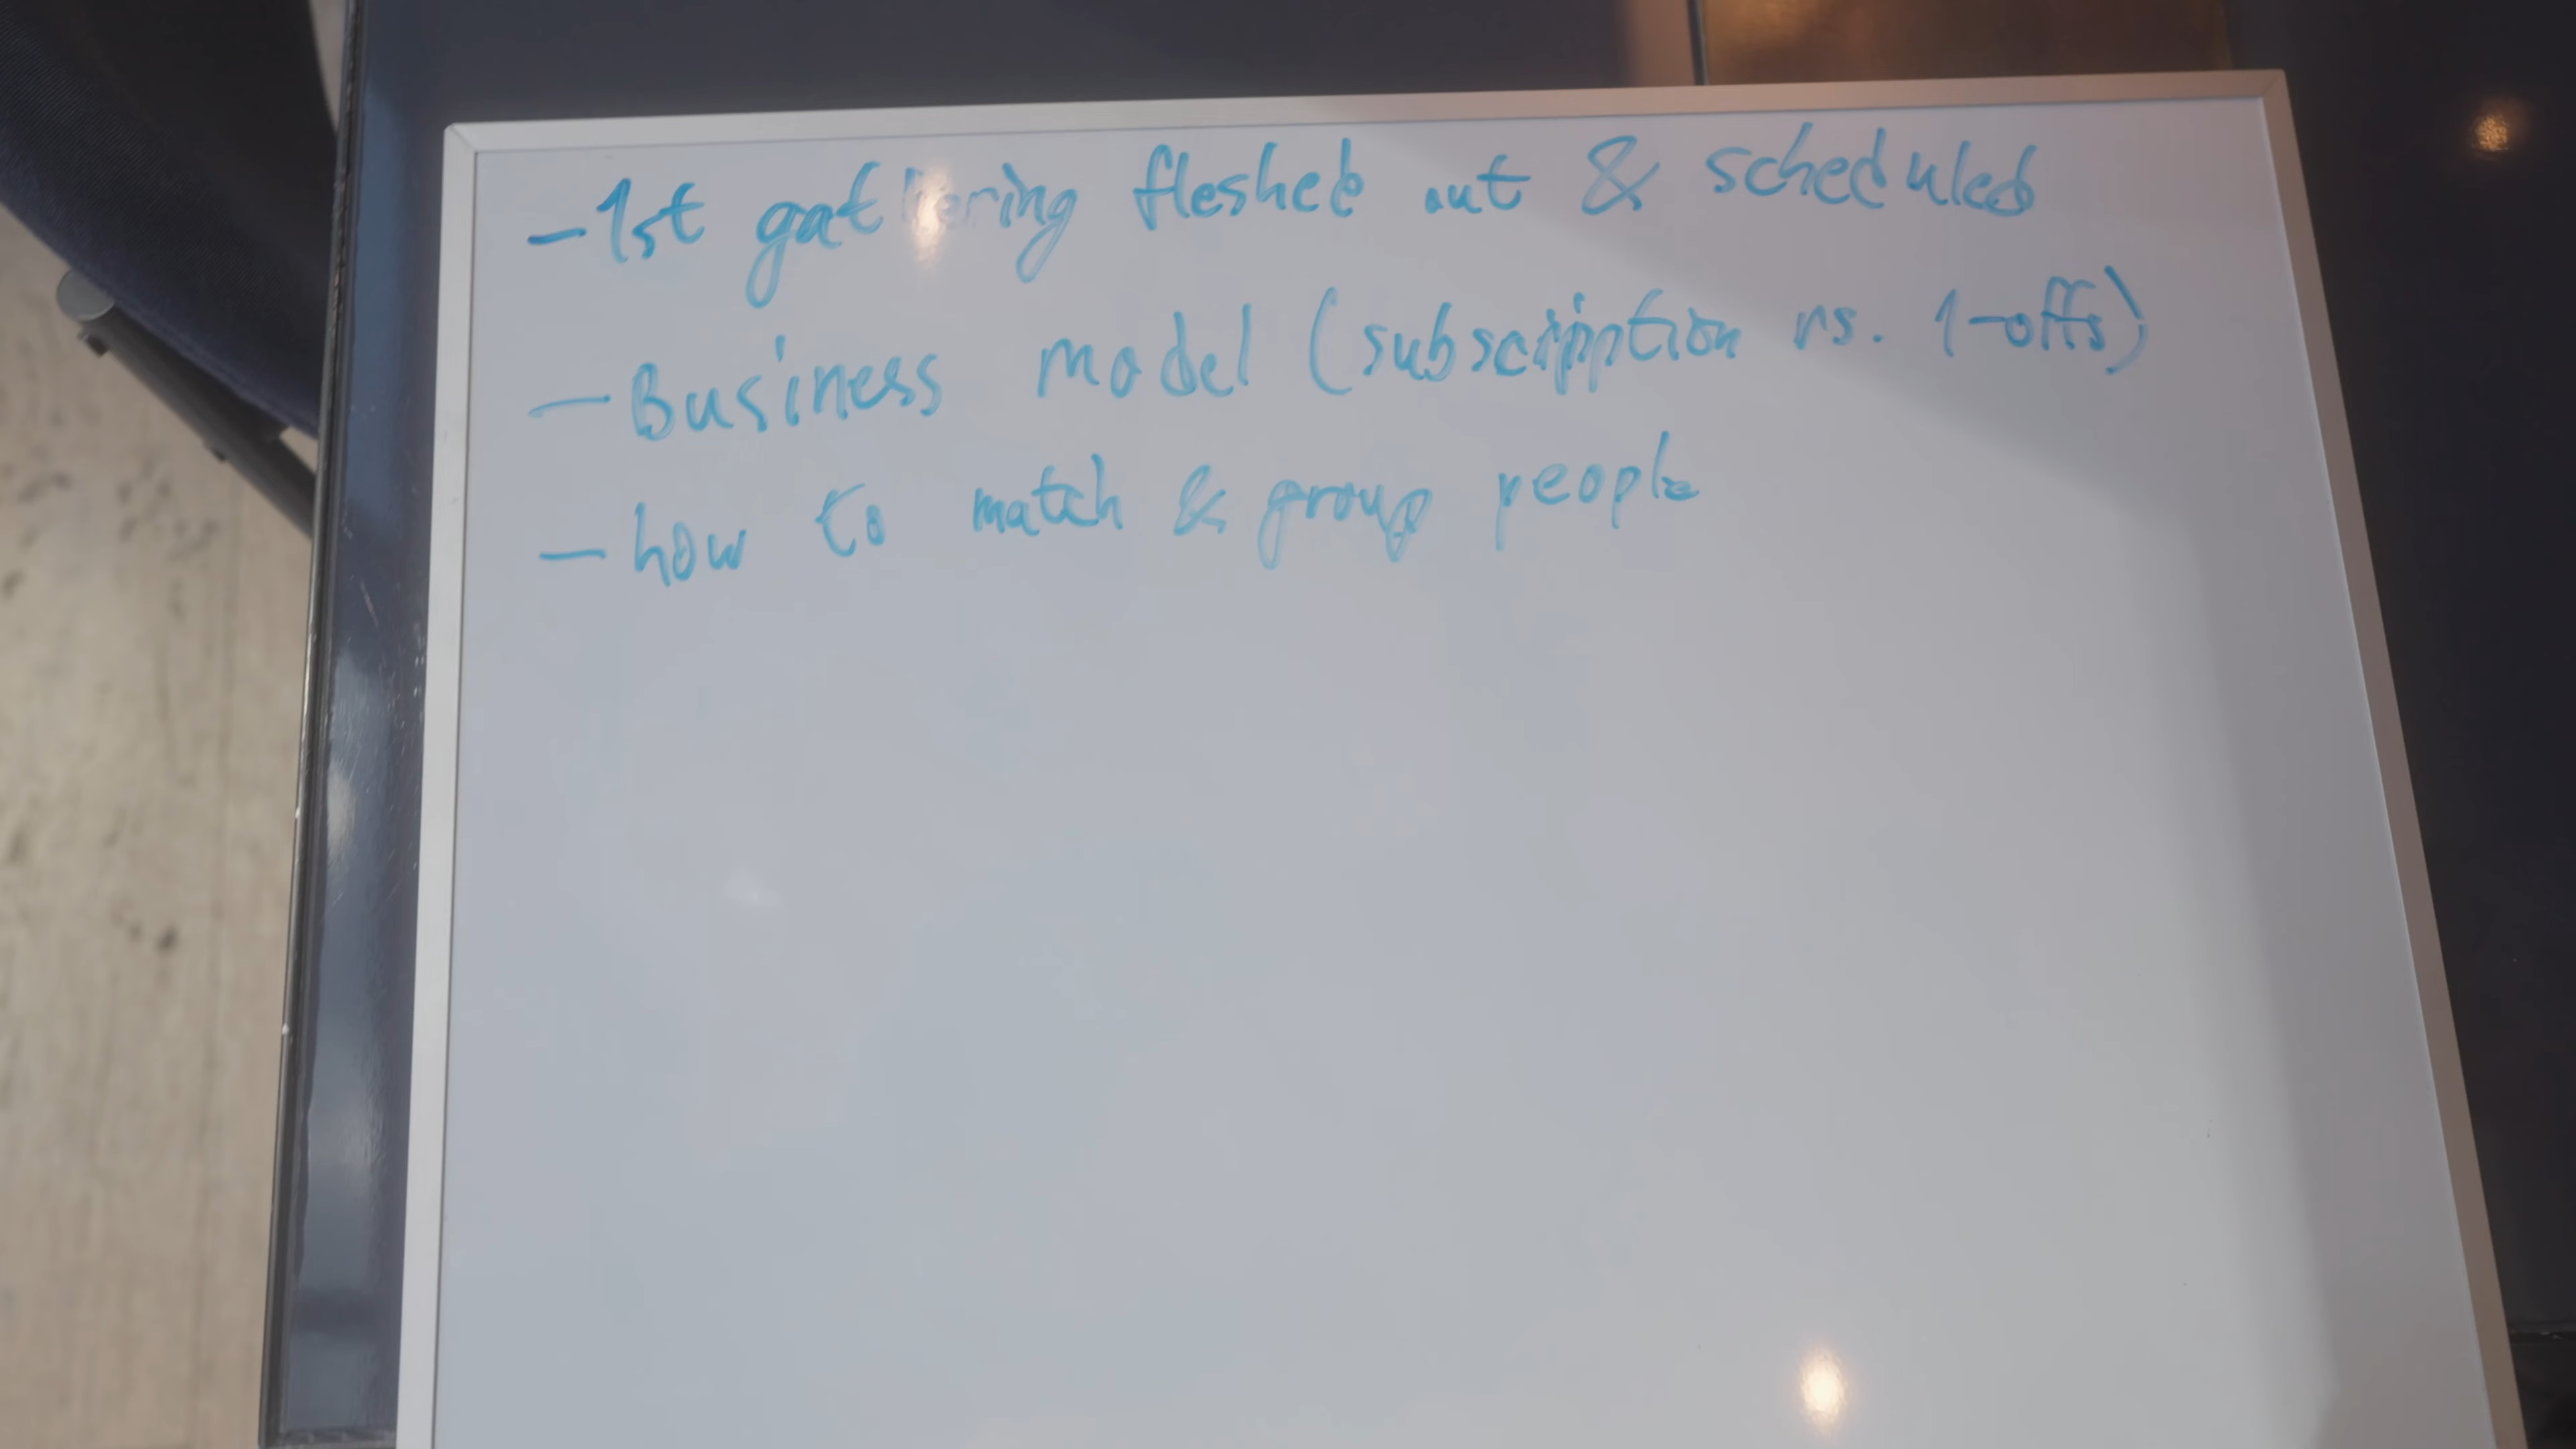 - 1st gathering fleshed out & scheduled
- Business model (subscription vs. 1-offs)
- how to match & group people